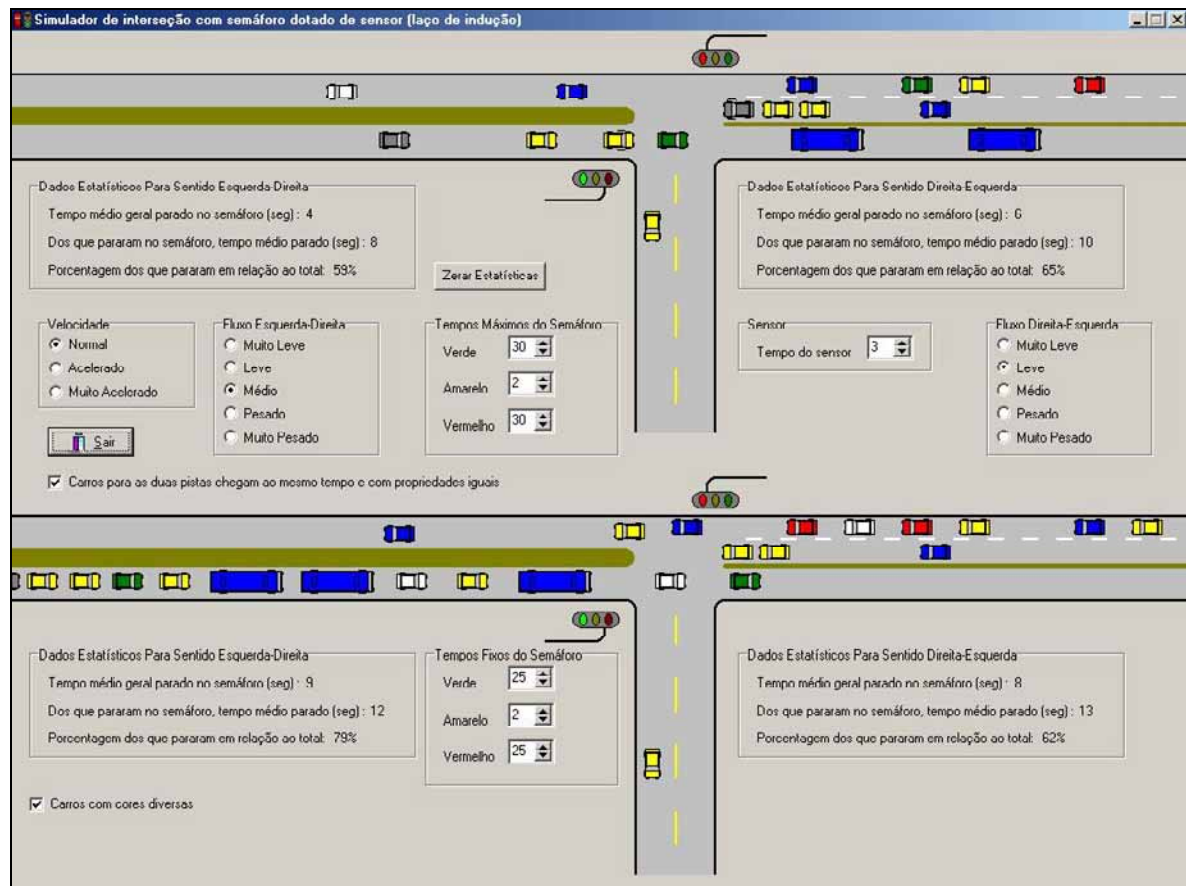 Simulador de interseção com semáforo dotado de sensor (laço de indução)
Dados Estatísticos Para Sentido Esquerda-Direita
Tempo médio geral parado no semáforo (seg) : 4
Dos que pararam no semáforo, tempo médio parado (seg) : 8
Porcentagem dos que pararam em relação ao total: 59%
Zerar Estatísticas
Dados Estatísticos Para Sentido Direita-Esquerda
Tempo médio geral parado no semáforo (seg) : 6
Dos que pararam no semáforo, tempo médio parado (seg) : 10
Porcentagem dos que pararam em relação ao total: 65%
Velocidade
Normal
Acelerado
Muito Acelerado
Sair
Fluxo Esquerda-Direita
Muito Leve
Leve
Médio
Pesado
Muito Pesado
Tempos Máximos do Semáforo
Verde 30
Amarelo 2
Vermelho 30
Sensor
Tempo do sensor 3
Fluxo Direita-Esquerda
Muito Leve
Leve
Médio
Pesado
Muito Pesado
Carros para as duas pistas chegam ao mesmo tempo e com propriedades iguais
Dados Estatísticos Para Sentido Esquerda-Direita
Tempo médio geral parado no semáforo (seg) : 9
Dos que pararam no semáforo, tempo médio parado (seg) : 12
Porcentagem dos que pararam em relação ao total: 79%
Tempos Fixos do Semáforo
Verde 25
Amarelo 2
Vermelho 25
Dados Estatísticos Para Sentido Direita-Esquerda
Tempo médio geral parado no semáforo (seg) : 8
Dos que pararam no semáforo, tempo médio parado (seg) : 13
Porcentagem dos que pararam em relação ao total: 62%
Carros com cores diversas